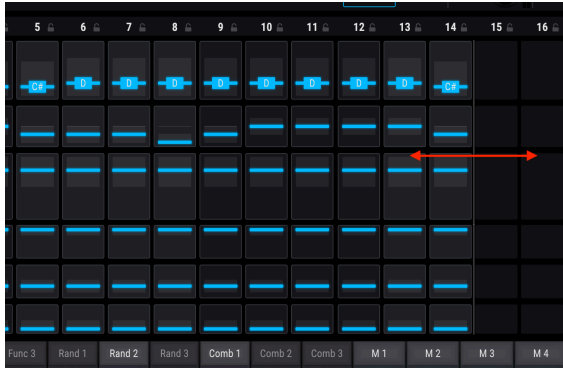 5 6 7 8 9 10 11 12 13 14 15 16
C# D D D D D D D D C#
Func 3 Rand 1 Rand 2 Rand 3 Comb 1 Comb 2 Comb 3 M 1 M 2 M 3 M 4